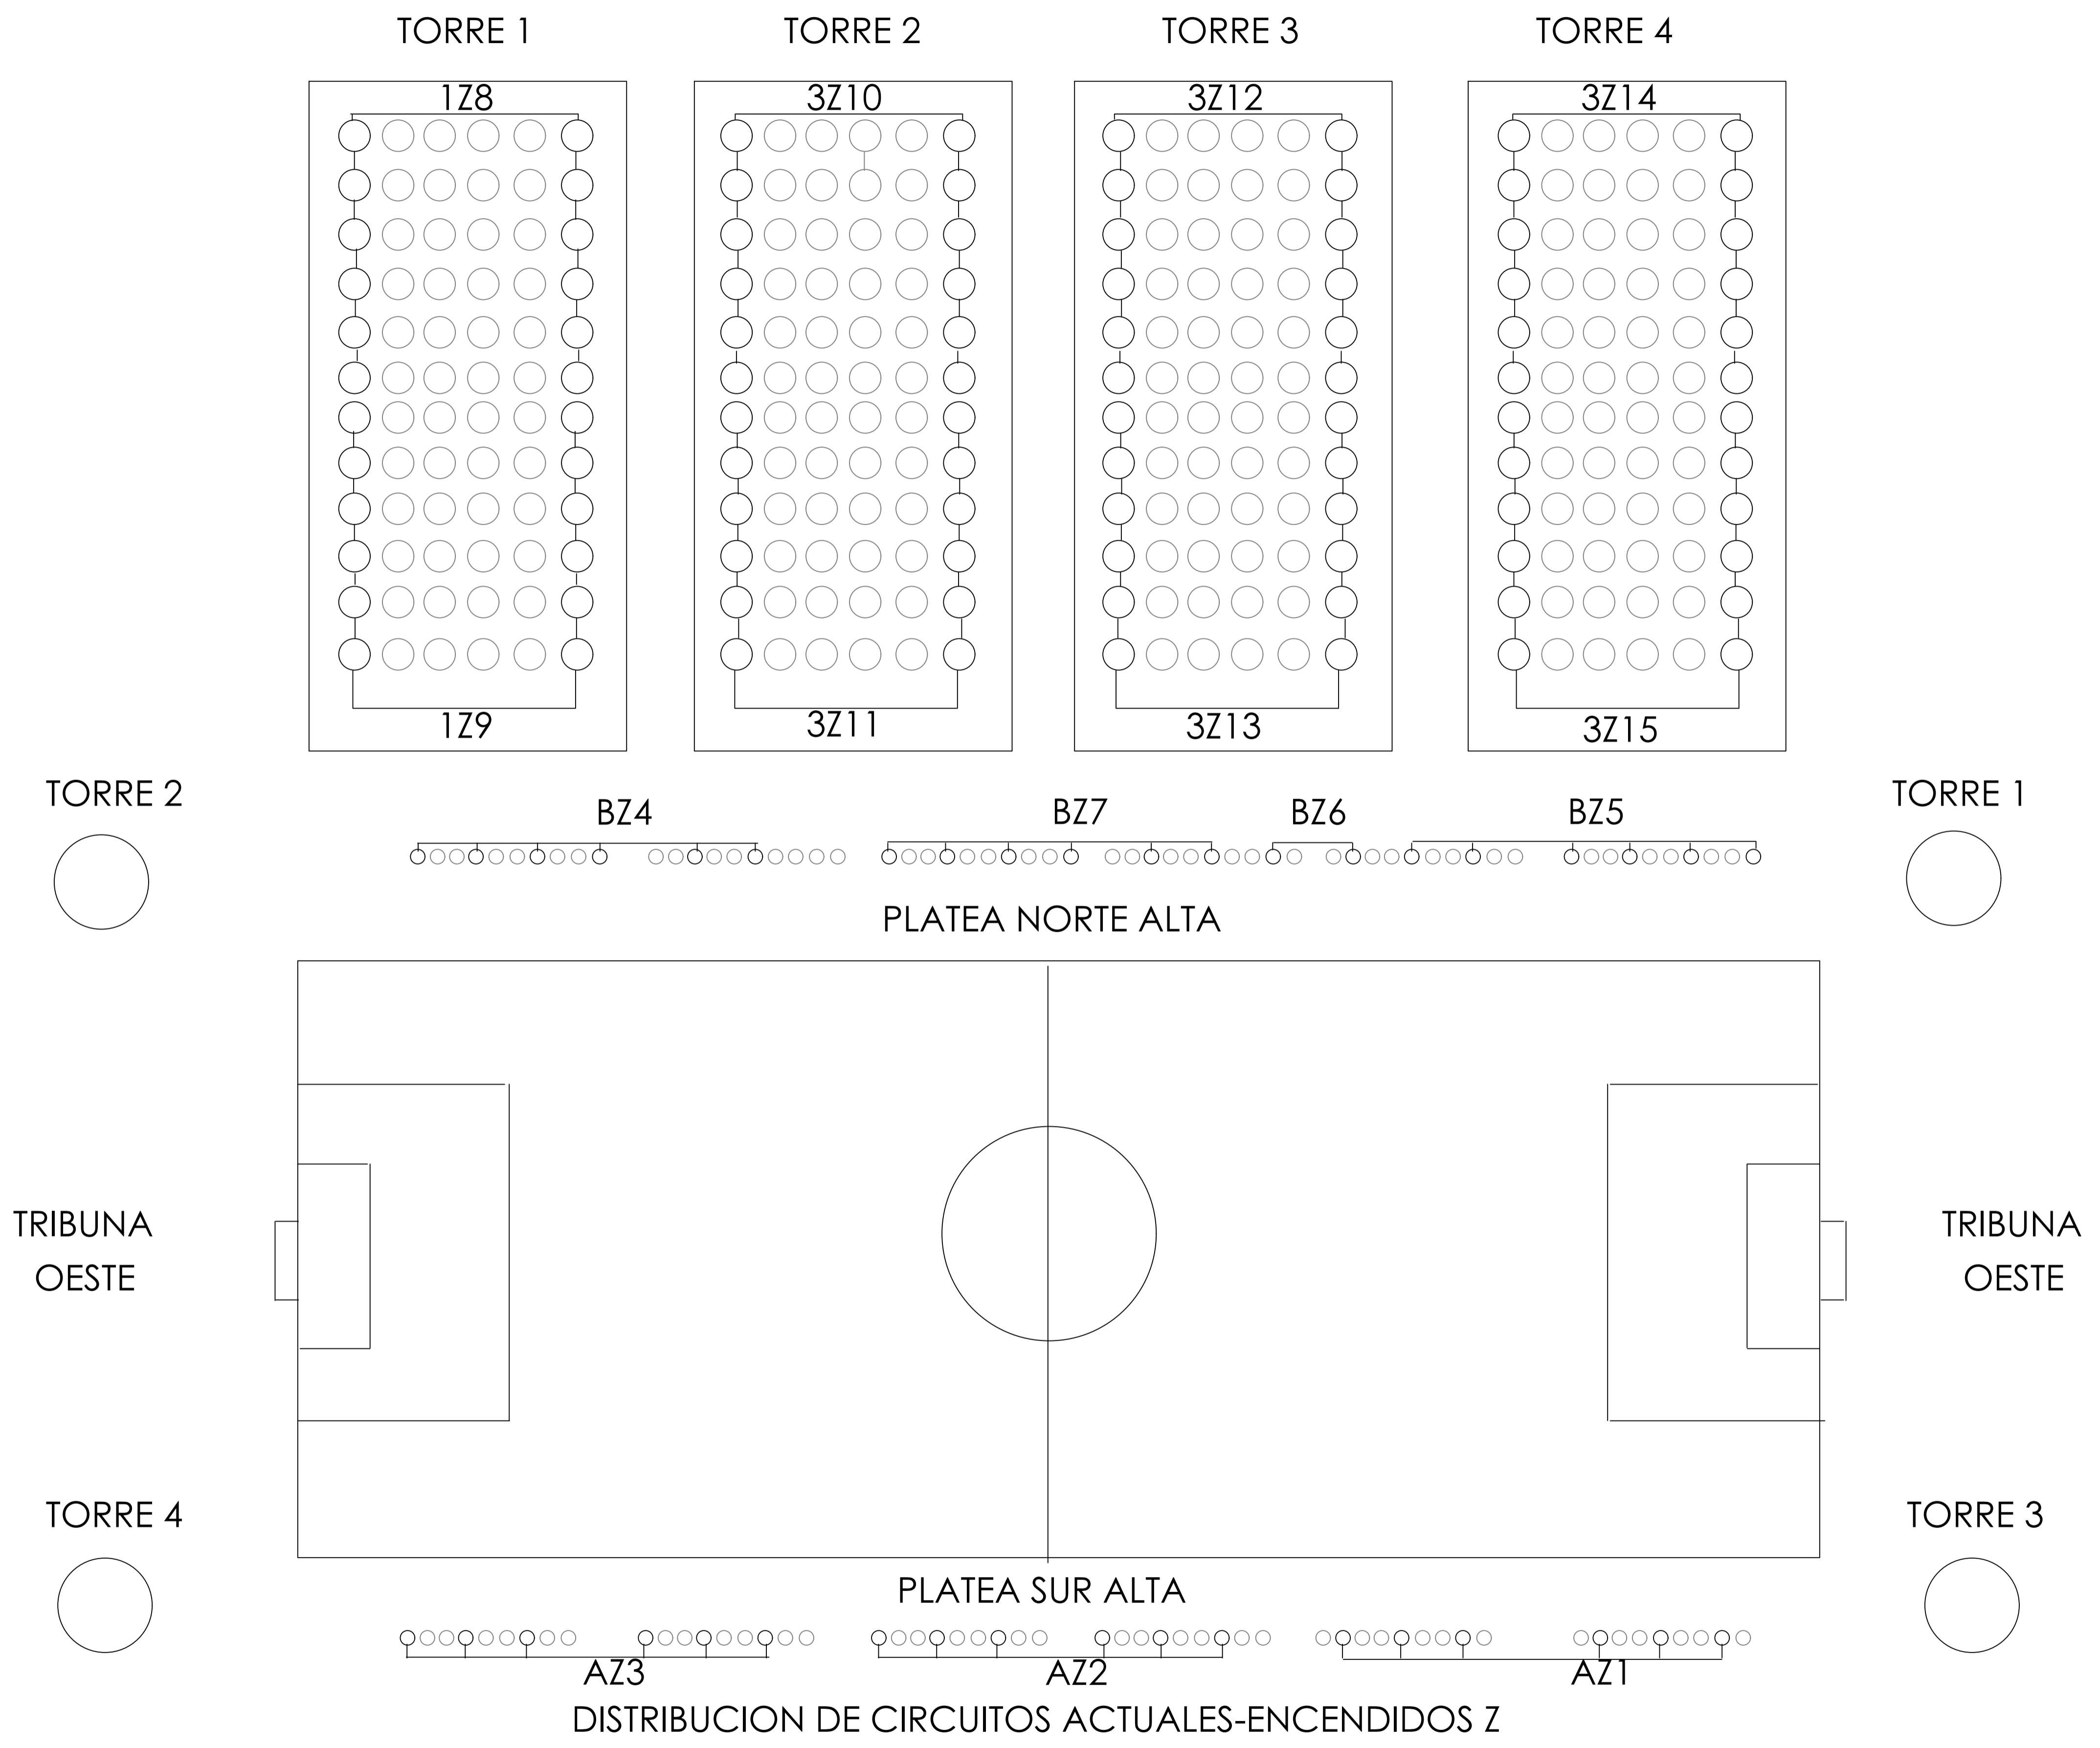 TORRE 1
TORRE 2
TORRE 3
TORRE 4
1Z8
3Z10
3Z12
3Z14
1Z9
3Z11
3Z13
3Z15
TORRE 2
TORRE 1
BZ4
BZ7
BZ6
BZ5
PLATEA NORTE ALTA
TRIBUNA
OESTE
TRIBUNA
OESTE
TORRE 4
TORRE 3
PLATEA SUR ALTA
AZ3
AZ2
AZ1
DISTRIBUCION DE CIRCUITOS ACTUALES-ENCENDIDOS Z